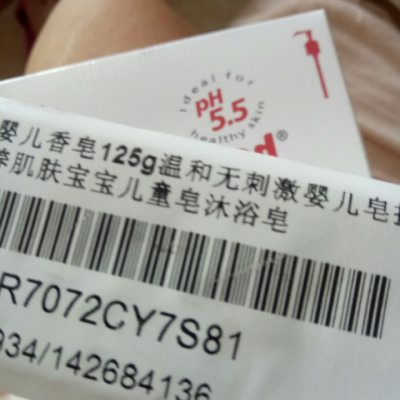 ideal for
pH
5.5
healthy skin
婴儿香皂125g温和无刺激婴儿皂
肌肤宝宝儿童皂沐浴皂
R7072CY7S81
934/142684136